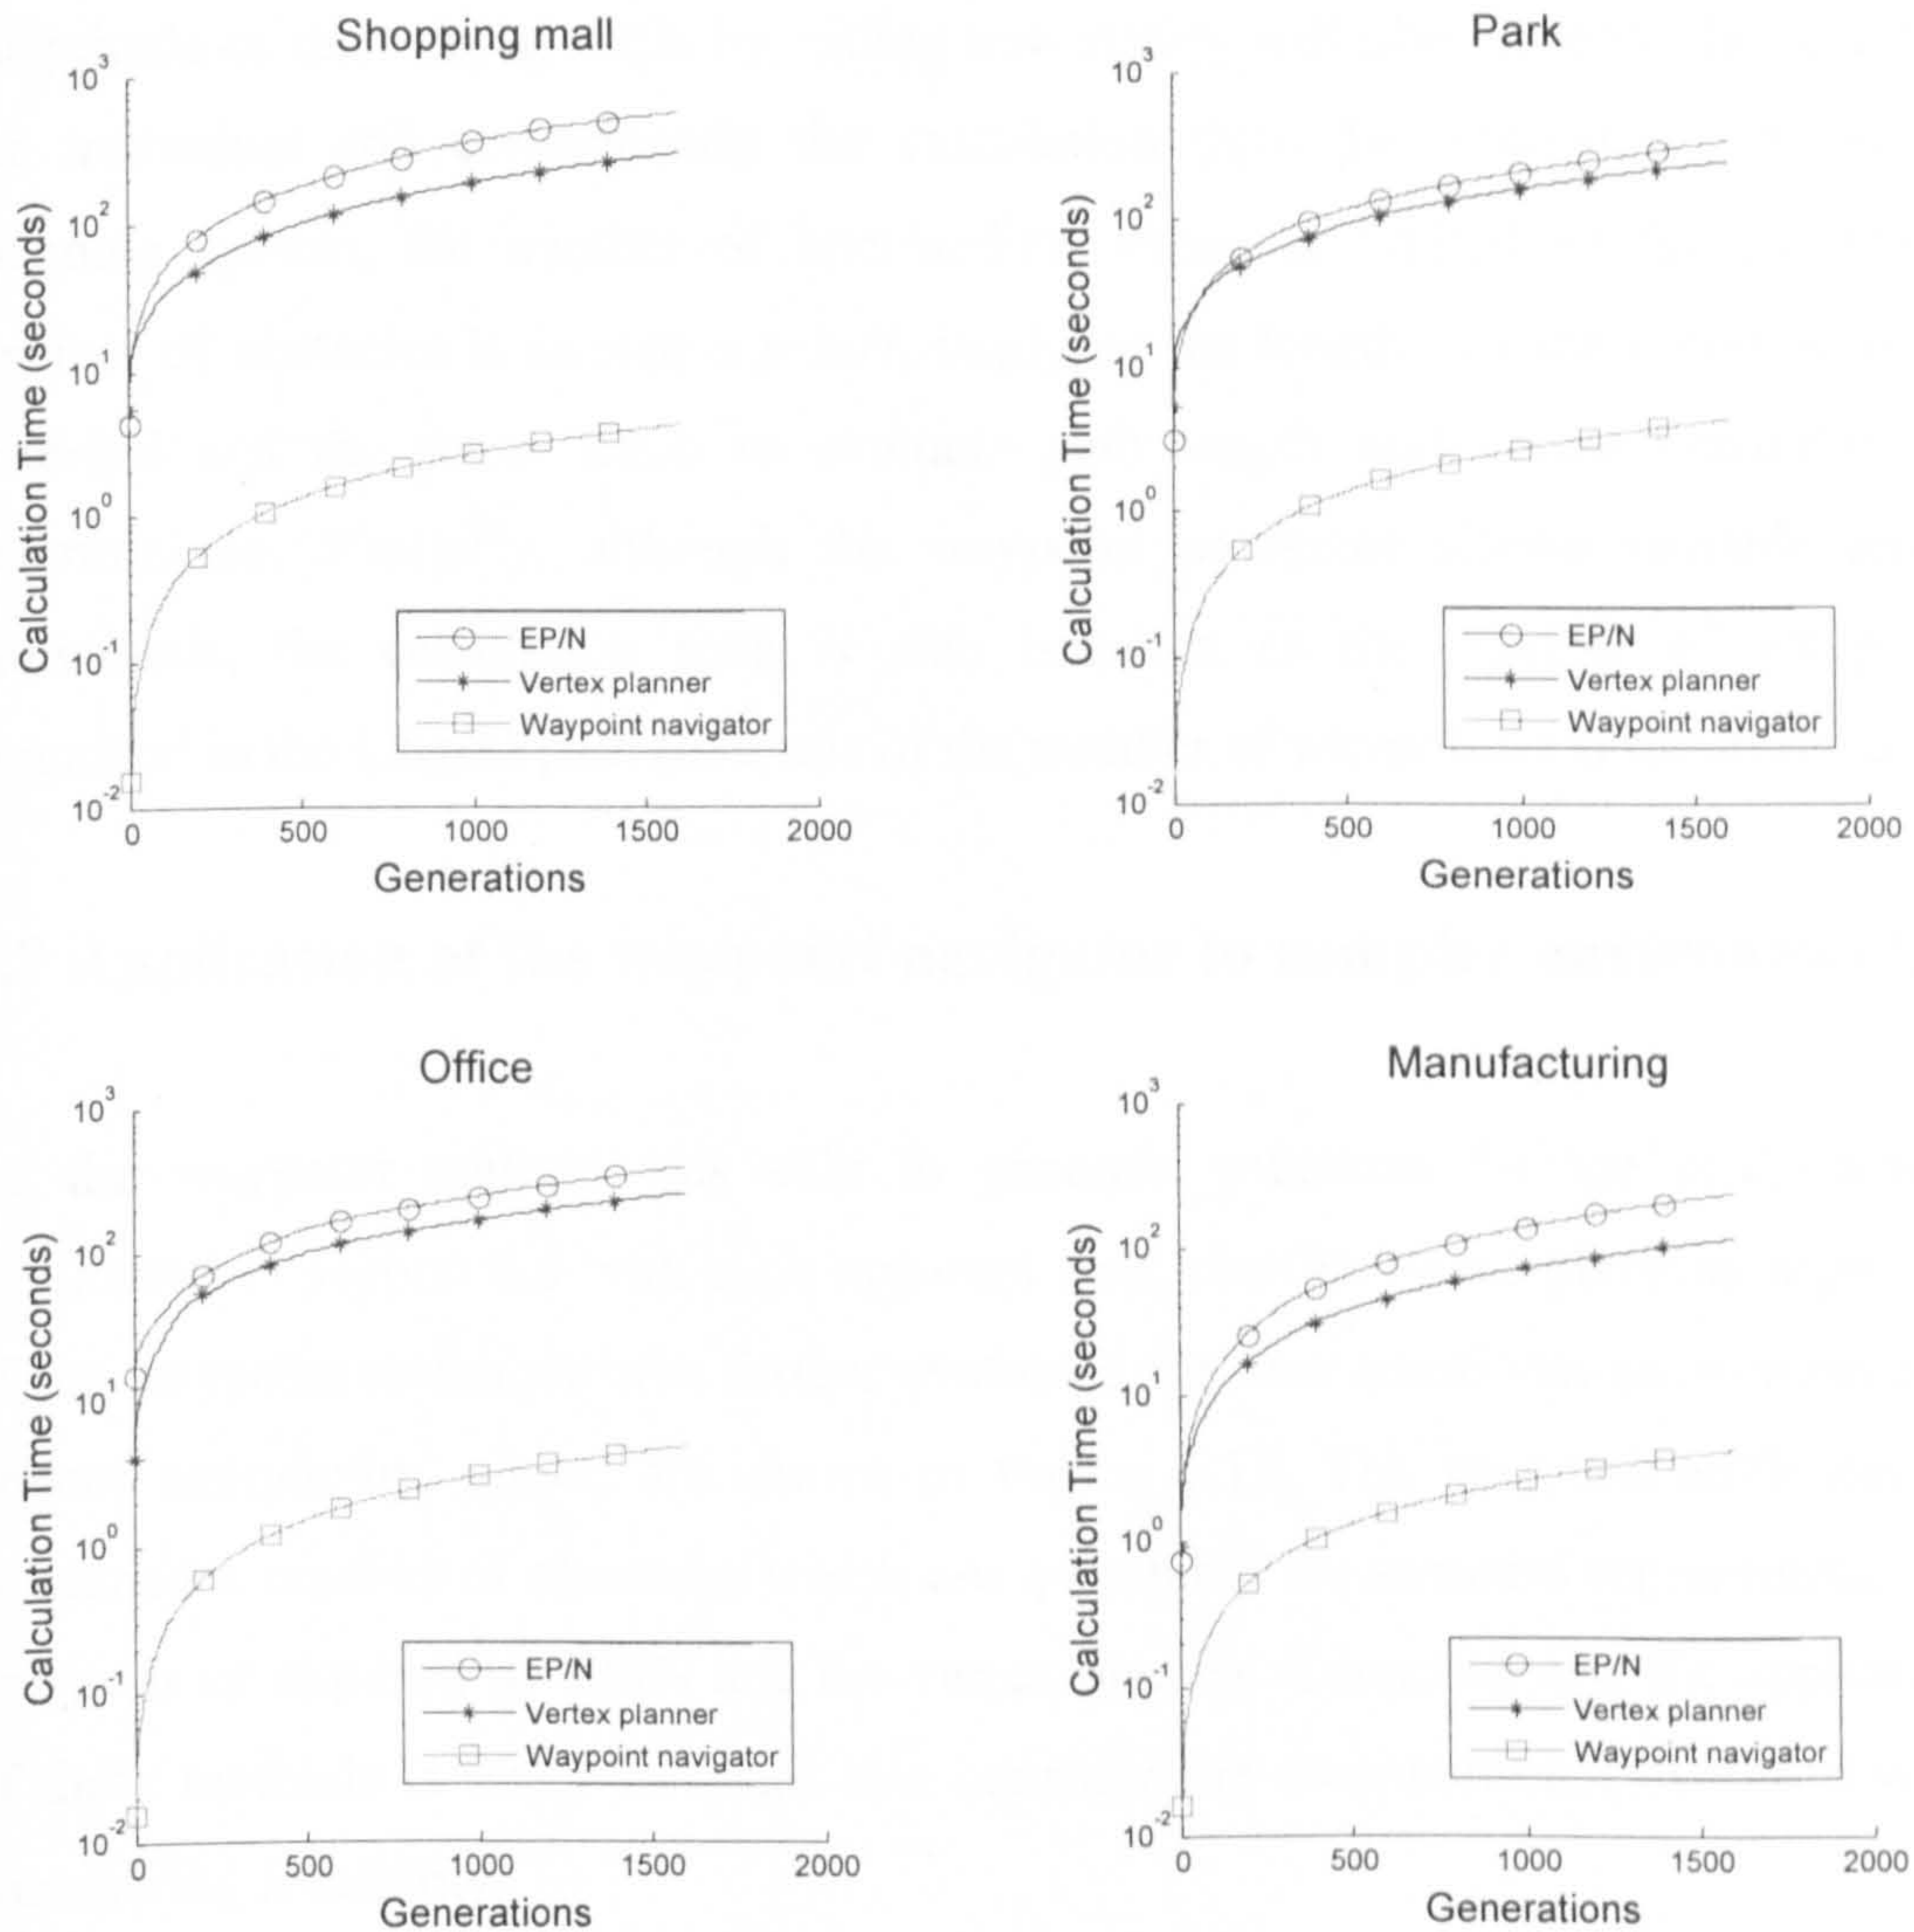 Shopping mall
10^3
10^2
10^1
10^0
10^-1
10^-2
Calculation Time (seconds)
EP/N
Vertex planner
Waypoint navigator
0 500 1000 1500 2000
Generations
Park
10^3
10^2
10^1
10^0
10^-1
10^-2
Calculation Time (seconds)
EP/N
Vertex planner
Waypoint navigator
0 500 1000 1500 2000
Generations
Office
10^3
10^2
10^1
10^0
10^-1
10^-2
Calculation Time (seconds)
EP/N
Vertex planner
Waypoint navigator
0 500 1000 1500 2000
Generations
Manufacturing
10^3
10^2
10^1
10^0
10^-1
10^-2
Calculation Time (seconds)
EP/N
Vertex planner
Waypoint navigator
0 500 1000 1500 2000
Generations